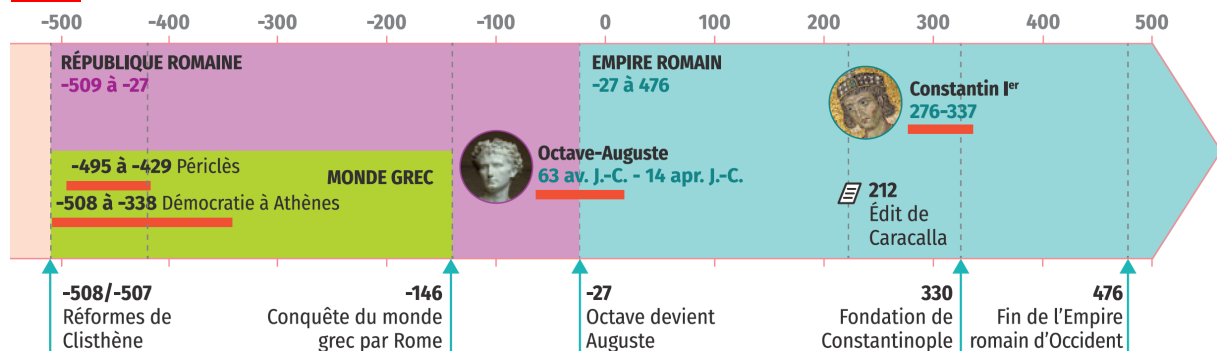 -500 -400 -300 -200 -100 0 100 200 300 400 500
RÉPUBLIQUE ROMAINE
-509 à -27
EMPIRE ROMAIN
-27 à 476
Constantin Iᵉʳ
276-337
-495 à -429 Périclès
MONDE GREC
-508 à -338 Démocratie à Athènes
Octave-Auguste
63 av. J.-C. - 14 apr. J.-C.
212
Édit de
Caracalla
-508/-507
Réformes de
Clisthène
-146
Conquête du monde
grec par Rome
-27
Octave devient
Auguste
330
Fondation de
Constantinople
476
Fin de l’Empire
romain d’Occident